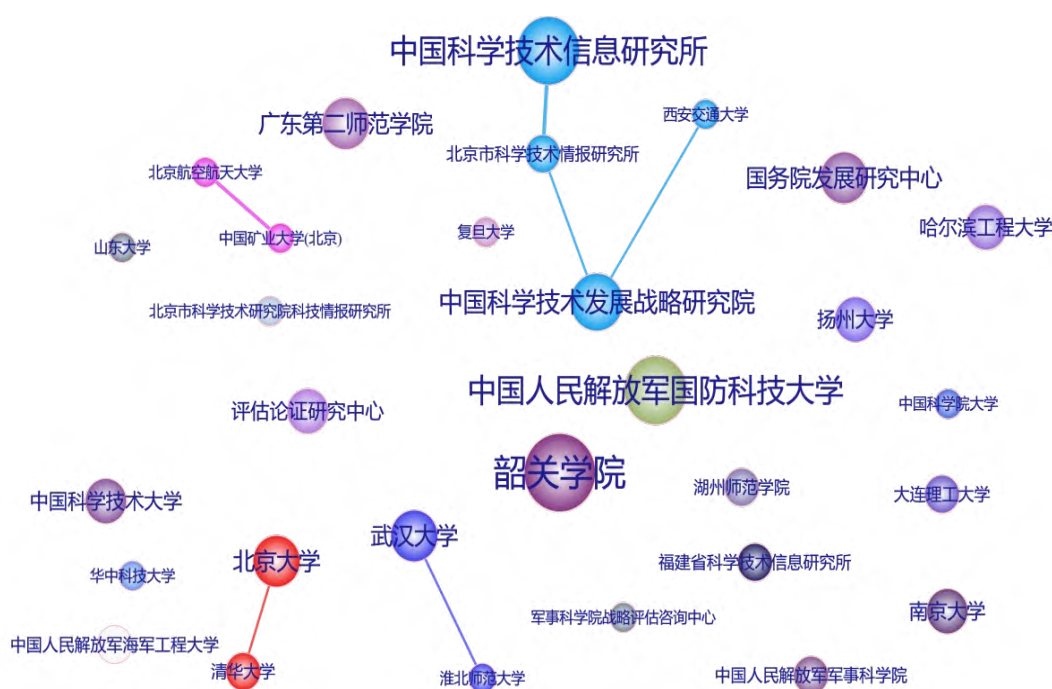 中国科学技术信息研究所
西安交通大学
广东第二师范学院
北京市科学技术情报研究所
北京航空航天大学
国务院发展研究中心
哈尔滨工程大学
中国矿业大学(北京)
复旦大学
山东大学
中国科学技术发展战略研究院
北京市科学技术研究院科技情报研究所
扬州大学
中国人民解放军国防科技大学
中国科学院大学
评估论证研究中心
韶关学院
湖州师范学院
大连理工大学
中国科学技术大学
武汉大学
北京大学
福建省科学技术信息研究所
华中科技大学
南京大学
军事科学院战略评估咨询中心
中国人民解放军海军工程大学
清华大学
淮北师范大学
中国人民解放军军事科学院